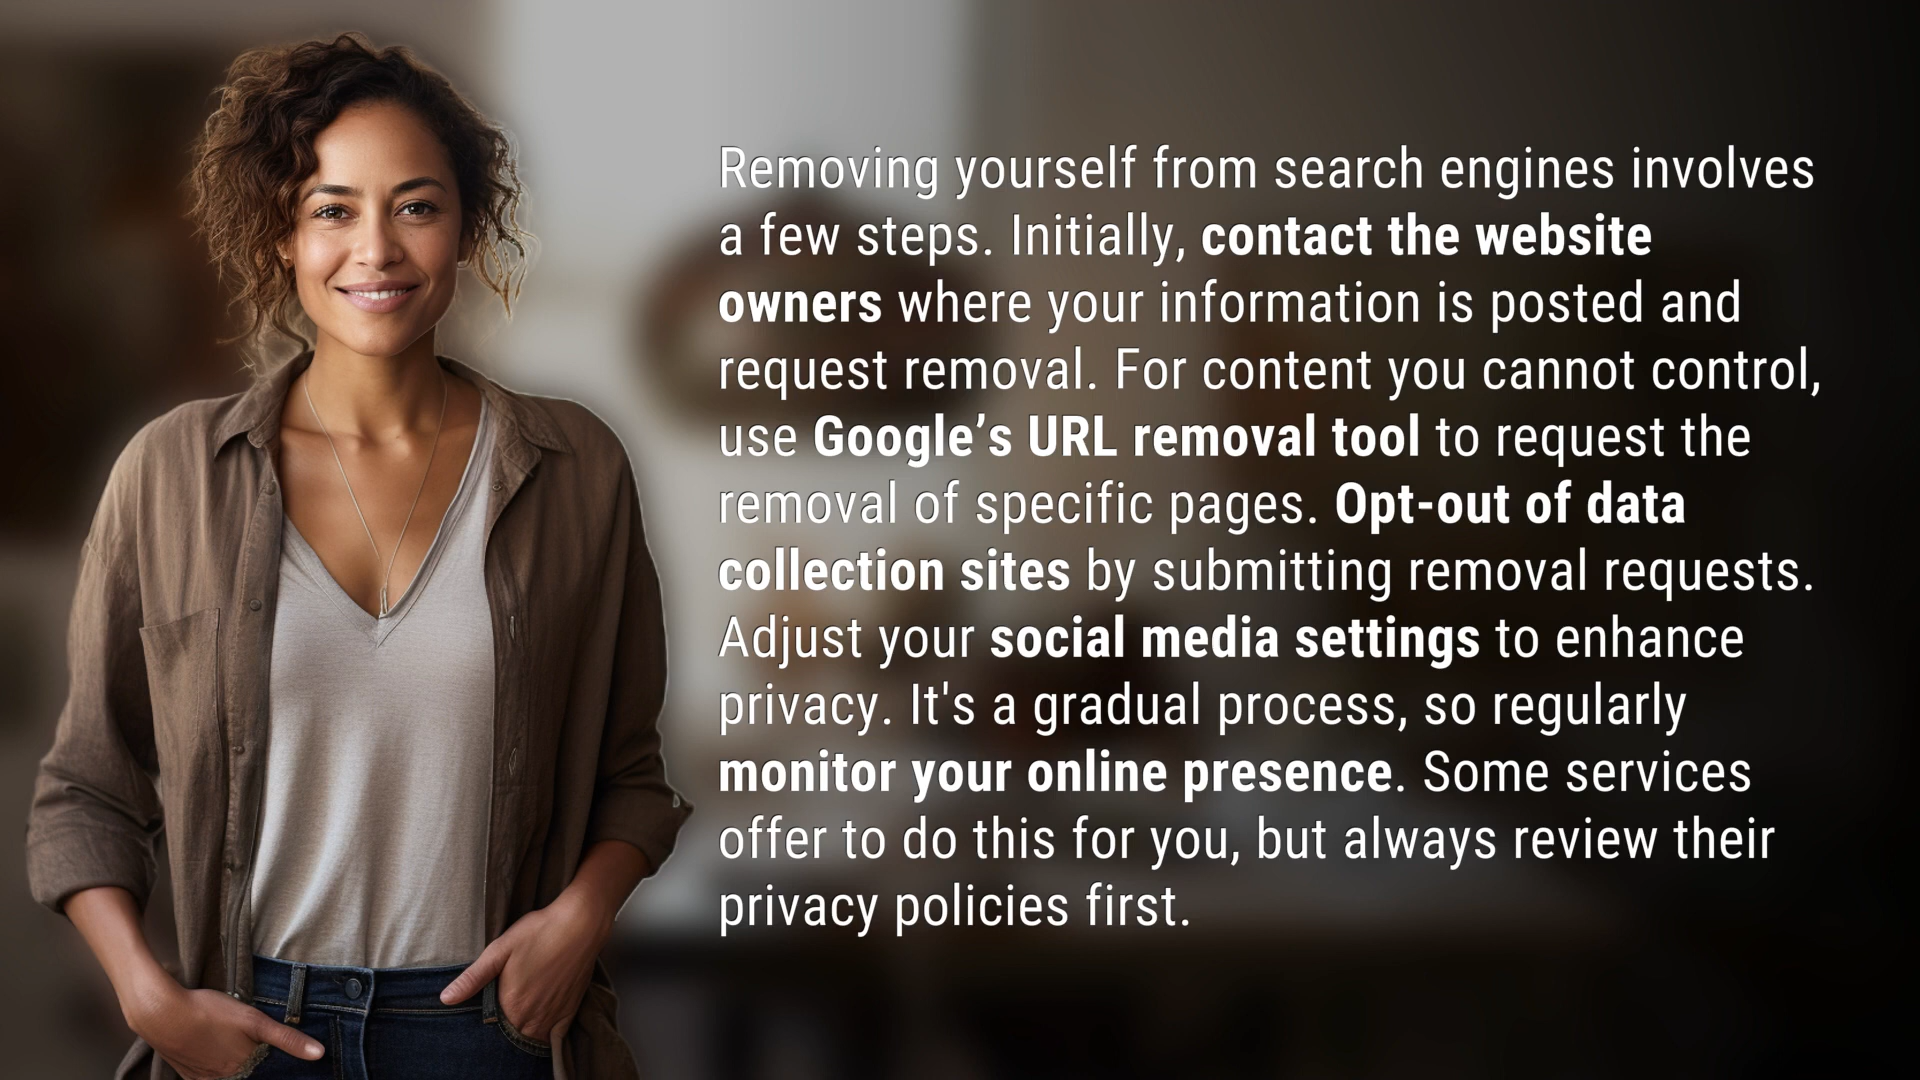 Removing yourself from search engines involves
a few steps. Initially, contact the website
owners where your information is posted and
request removal. For content you cannot control,
use Google’s URL removal tool to request the
removal of specific pages. Opt-out of data
collection sites by submitting removal requests.
Adjust your social media settings to enhance
privacy. It's a gradual process, so regularly
monitor your online presence. Some services
offer to do this for you, but always review their
privacy policies first.